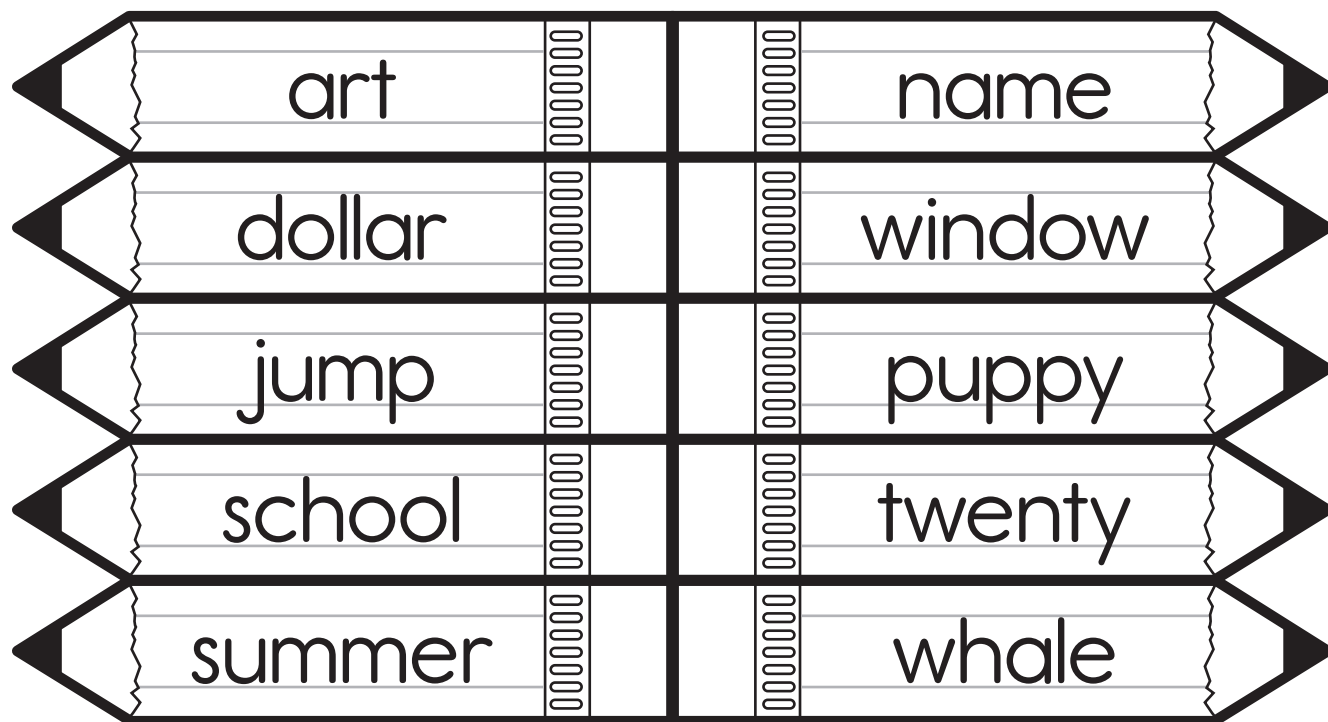 art name
dollar window
jump puppy
school twenty
summer whale